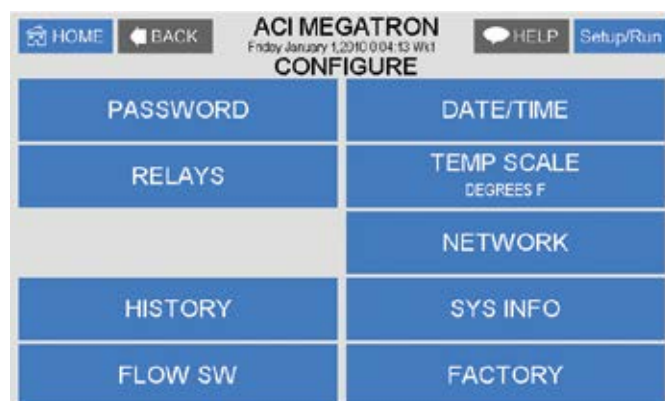 HOME
BACK
ACI MEGATRON
Friday January 1,2010 0:04:13 Wk1
HELP
Setup/Run
CONFIGURE
PASSWORD
DATE/TIME
RELAYS
TEMP SCALE
DEGREES F
NETWORK
HISTORY
SYS INFO
FLOW SW
FACTORY